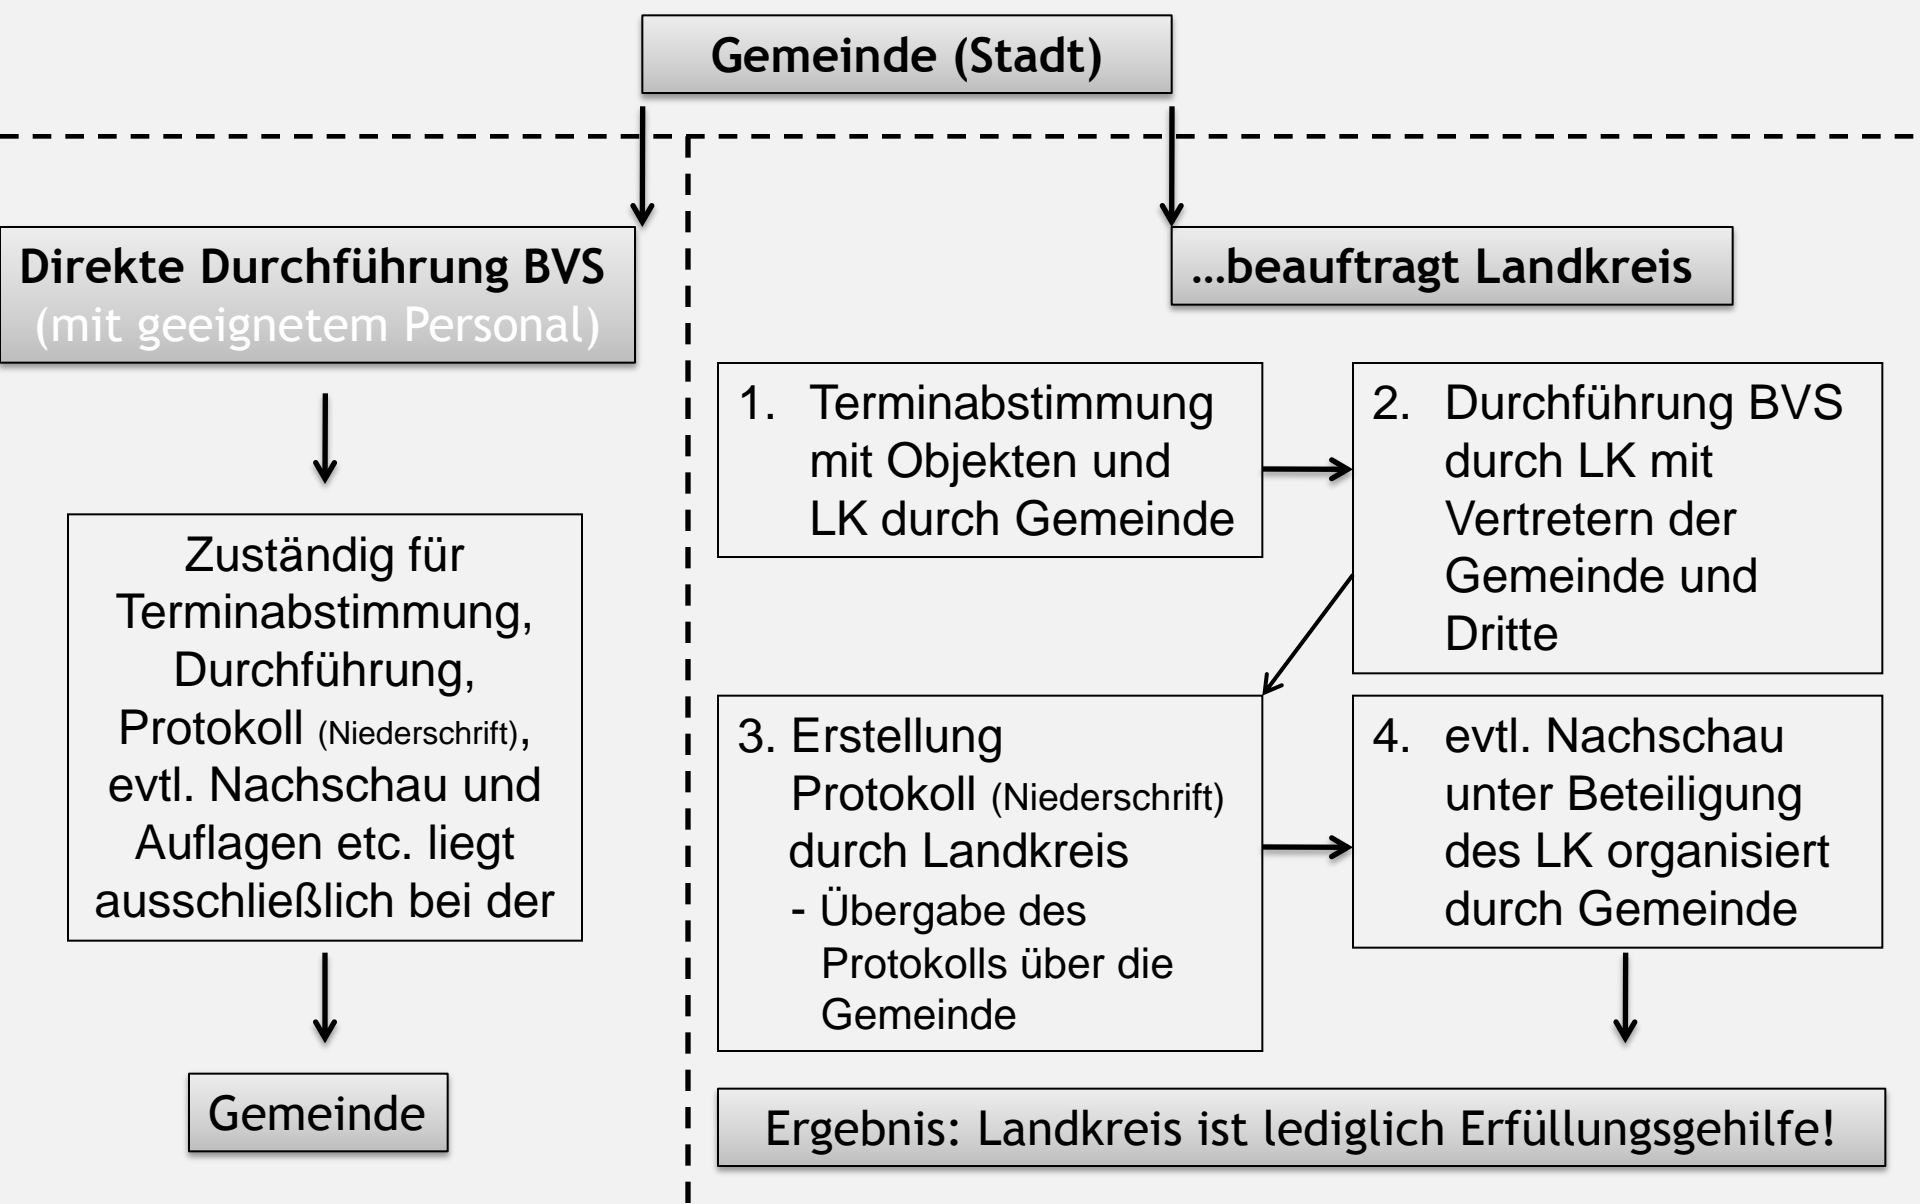 Gemeinde (Stadt)
Direkte Durchführung BVS
(mit geeignetem Personal)
Zuständig für
Terminabstimmung,
Durchführung,
Protokoll (Niederschrift),
evtl. Nachschau und
Auflagen etc. liegt
ausschließlich bei der
Gemeinde
...beauftragt Landkreis
1. Terminabstimmung
mit Objekten und
LK durch Gemeinde
2. Durchführung BVS
durch LK mit
Vertretern der
Gemeinde und
Dritte
3. Erstellung
Protokoll (Niederschrift)
durch Landkreis
- Übergabe des
Protokolls über die
Gemeinde
4. evtl. Nachschau
unter Beteiligung
des LK organisiert
durch Gemeinde
Ergebnis: Landkreis ist lediglich Erfüllungsgehilfe!